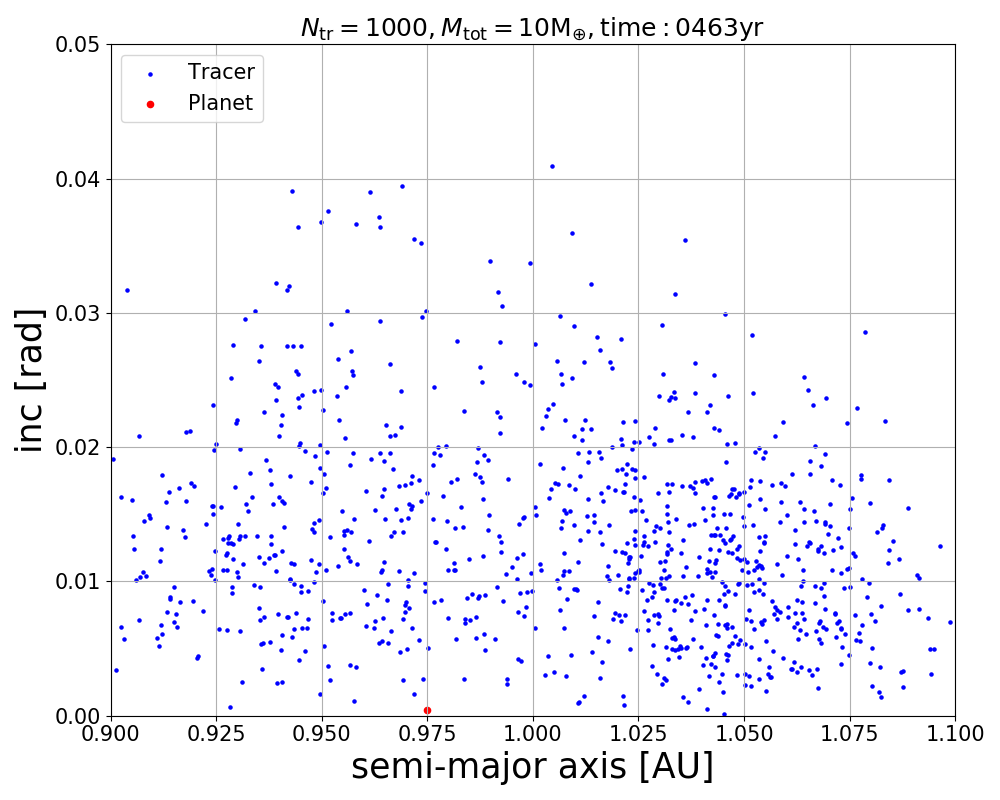 N_tr = 1000, M_tot = 10M_⊕, time : 0463yr
0.05
Tracer
Planet
0.04
0.03
0.02
0.01
0.00
inc [rad]
0.900 0.925 0.950 0.975 1.000 1.025 1.050 1.075 1.100
semi-major axis [AU]